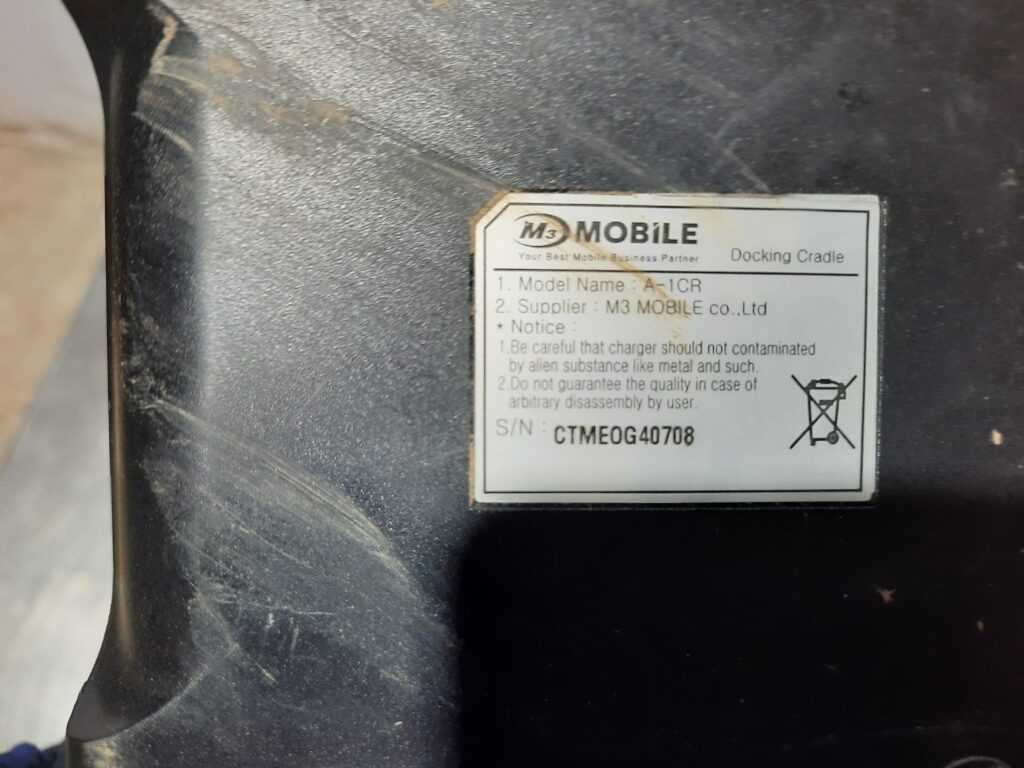 M3 MOBILE
Your Best Mobile Business Partner
Docking Cradle
1. Model Name : A-1CR
2. Supplier : M3 MOBILE co.,Ltd
* Notice :
1.Be careful that charger should not contaminated
by alien substance like metal and such.
2.Do not guarantee the quality in case of
arbitrary disassembly by user.
S/N : CTMEOG40708